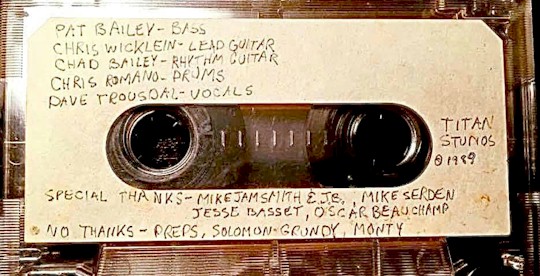 PAT BAILEY - BASS
CHRIS WICKLEIN - LEAD GUITAR
CHAD BAILEY - RHYTHM GUITAR
CHRIS ROMANO - DRUMS
DAVE TROUSDAL - VOCALS
TITAN
STUDIOS
© 1989
SPECIAL THANKS - MIKE JAMSMITH & J.C., MIKE SERDEN
JESSE BASSET, OSCAR BEAUCHAMP
NO THANKS - PREPS, SOLOMON-GRUNDY, MONTY